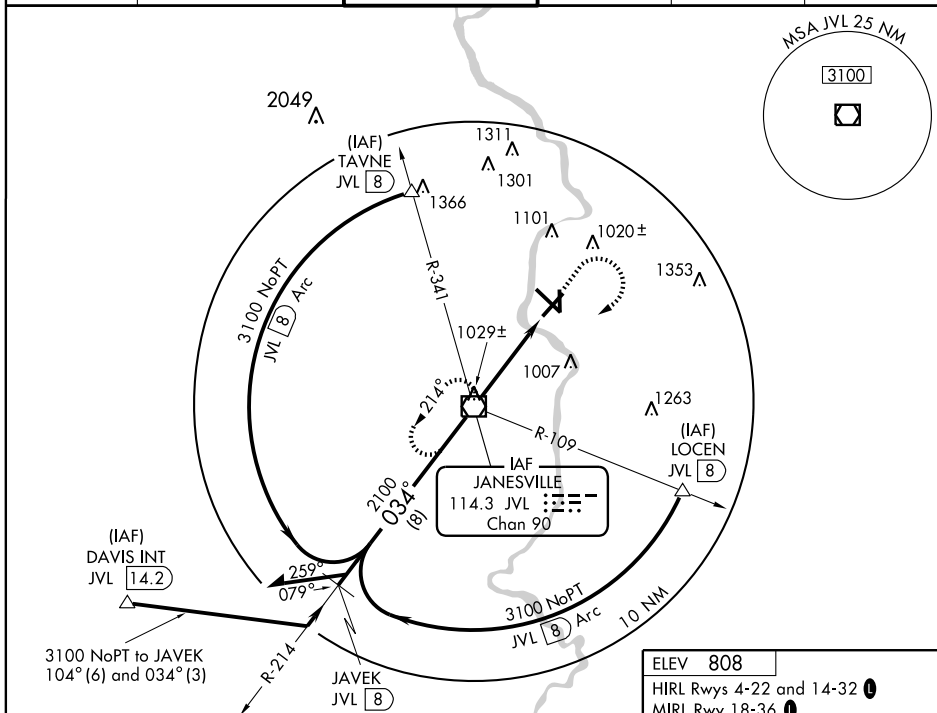 MSA JVL 25 NM
3100
2049
(IAF)
TAVNE
JVL 8
1311
1301
1366
1101
1020±
1353
R-341
3100 NoPT
JVL 8 Arc
1029±
1007
214°
1263
R-109
(IAF)
LOCEN
JVL 8
IAF
JANESVILLE
114.3 JVL
Chan 90
2100
034°
(8)
(IAF)
DAVIS INT
JVL 14.2
259°
079°
3100 NoPT
JVL 8 Arc
10 NM
3100 NoPT to JAVEK
104° (6) and 034° (3)
R-214
JAVEK
JVL 8
ELEV 808
HIRL Rwys 4-22 and 14-32 L
MIRL Rwy 18-36 L